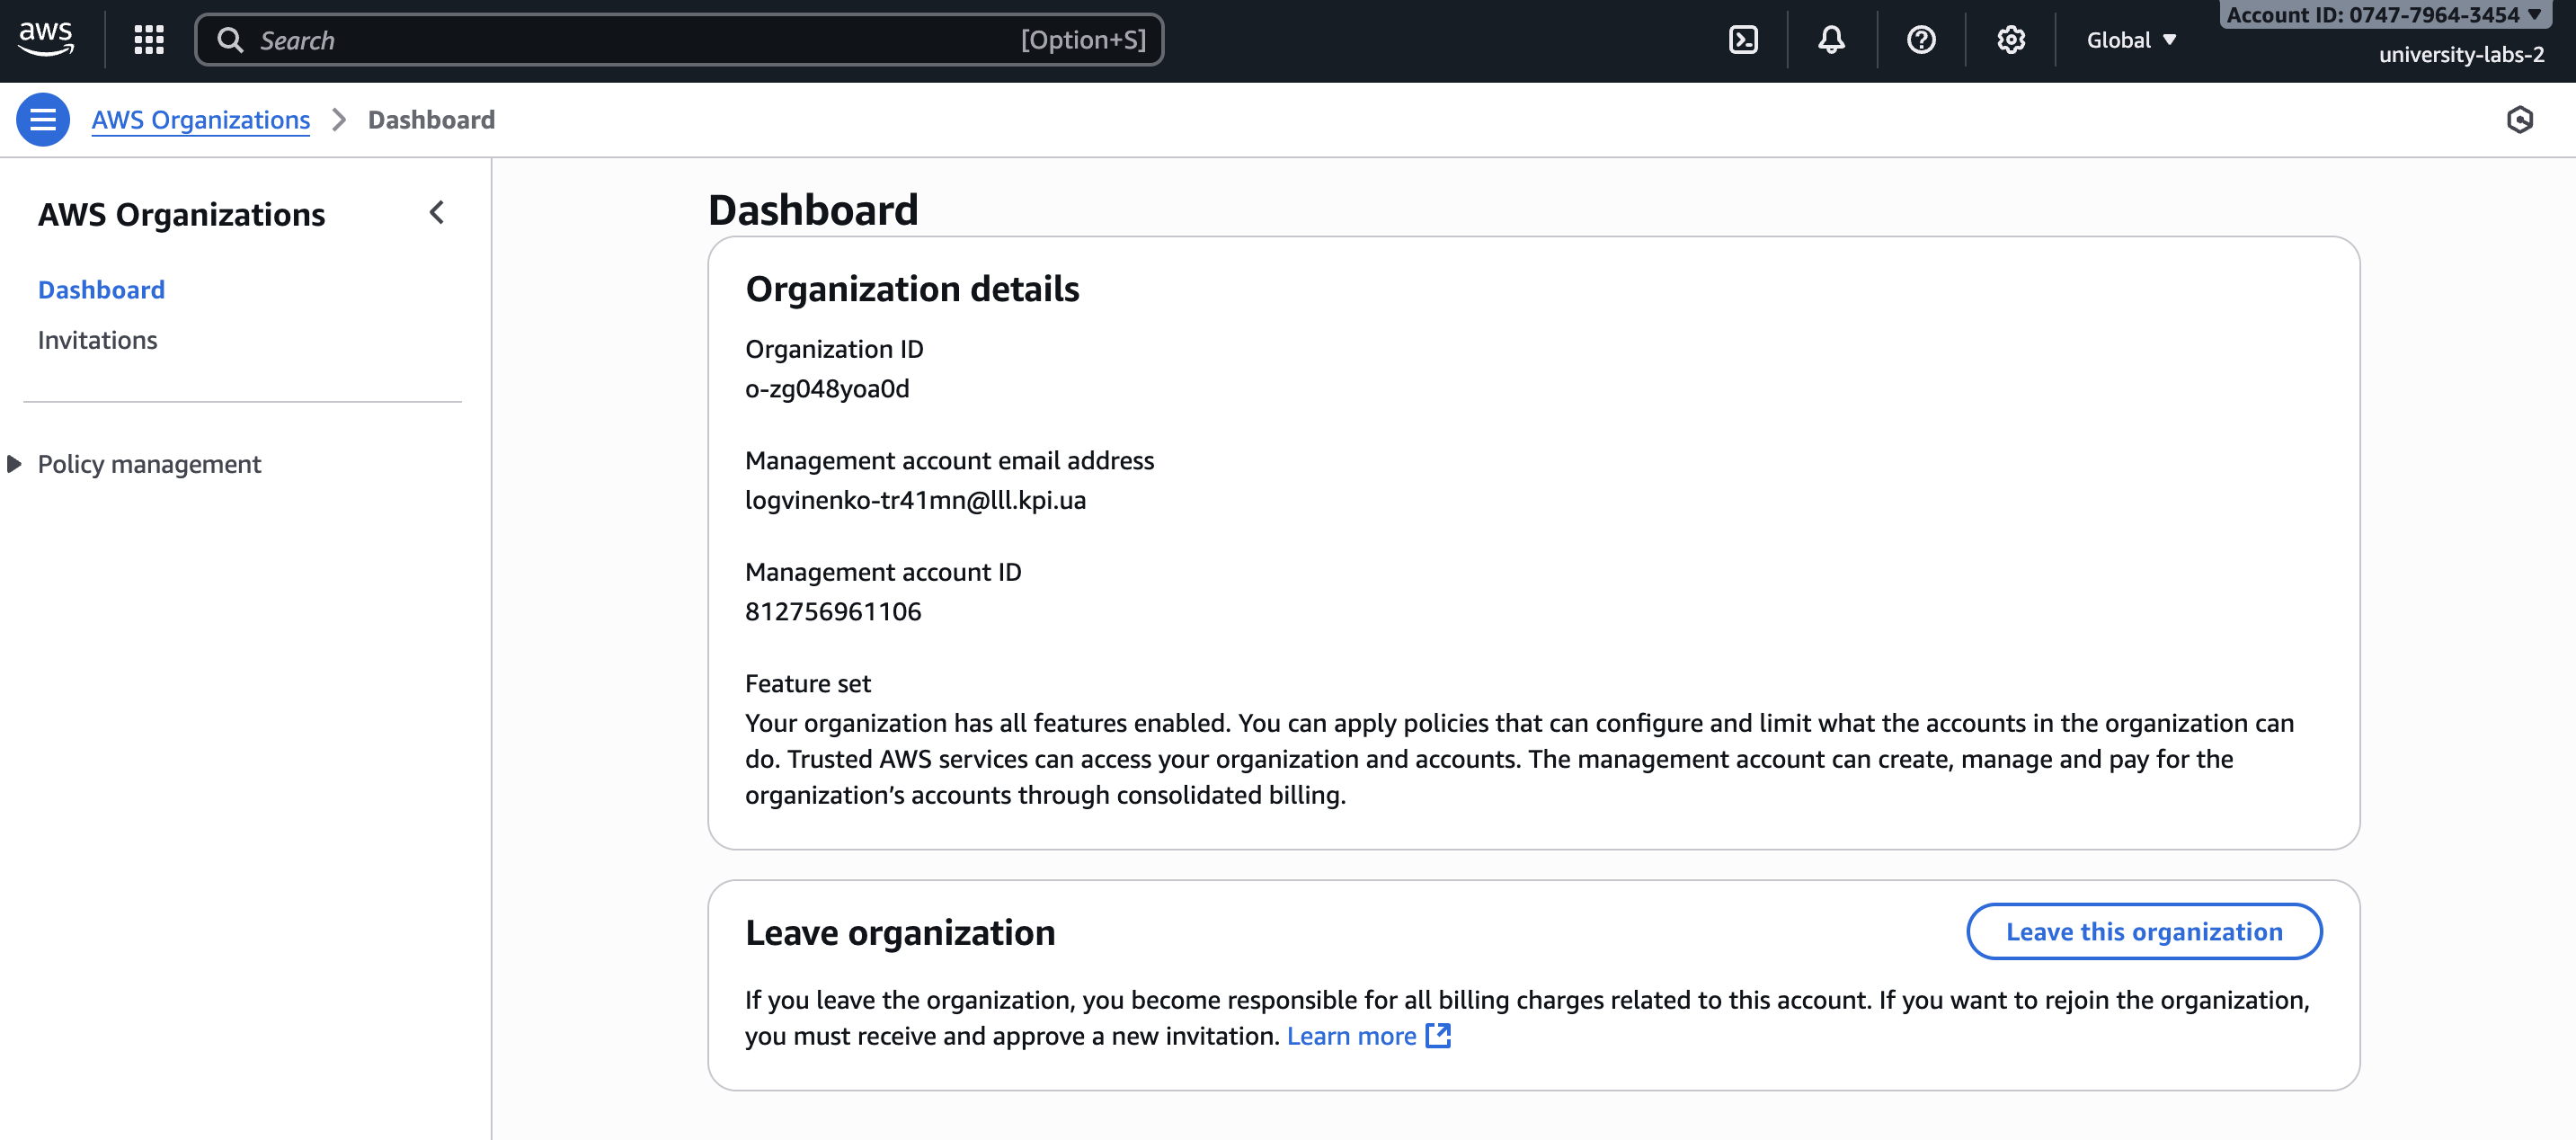 aws
Search [Option+S]
Global
Account ID: 0747-7964-3454
university-labs-2
AWS Organizations
Dashboard
AWS Organizations
Dashboard
Invitations
Policy management
Dashboard
Organization details
Organization ID
o-zg048yoa0d
Management account email address
logvinenko-tr41mn@lll.kpi.ua
Management account ID
812756961106
Feature set
Your organization has all features enabled. You can apply policies that can configure and limit what the accounts in the organization can
do. Trusted AWS services can access your organization and accounts. The management account can create, manage and pay for the
organization’s accounts through consolidated billing.
Leave organization
Leave this organization
If you leave the organization, you become responsible for all billing charges related to this account. If you want to rejoin the organization,
you must receive and approve a new invitation. Learn more